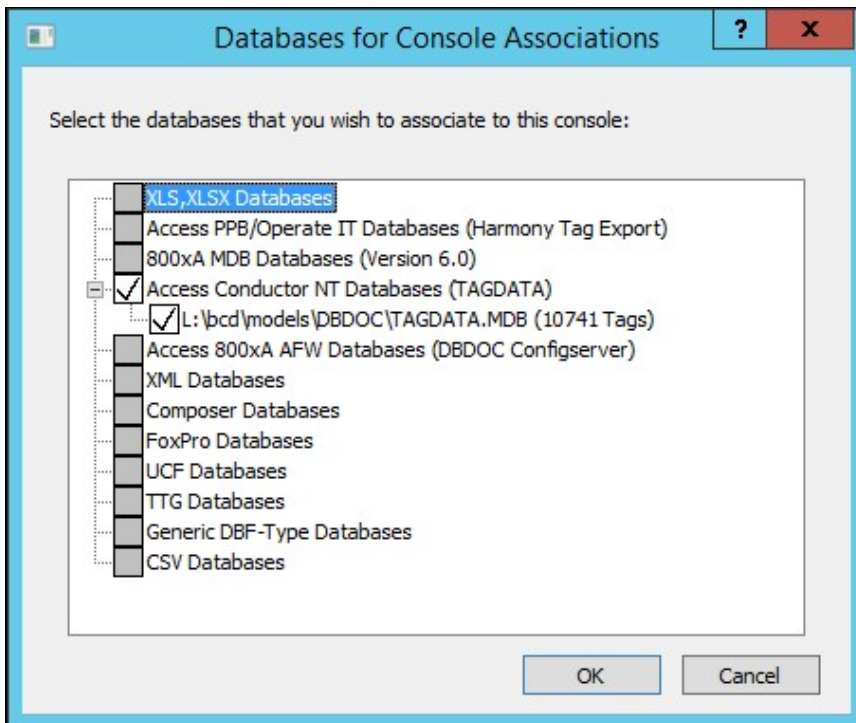 Databases for Console Associations
?
x
Select the databases that you wish to associate to this console:
XLS,XLSX Databases
Access PPB/Operate IT Databases (Harmony Tag Export)
800xA MDB Databases (Version 6.0)
Access Conductor NT Databases (TAGDATA)
L:\bcd\models\DBDOC\TAGDATA.MDB (10741 Tags)
Access 800xA AFW Databases (DBDOC Configserver)
XML Databases
Composer Databases
FoxPro Databases
UCF Databases
TTG Databases
Generic DBF-Type Databases
CSV Databases
OK
Cancel